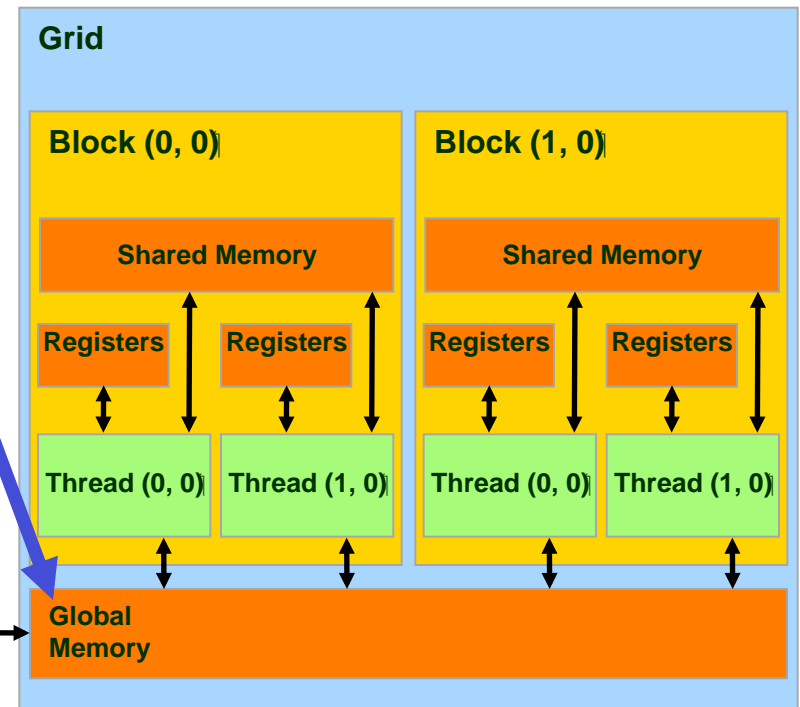 Grid
Block (0, 0)
Block (1, 0)
Shared Memory
Shared Memory
Registers
Registers
Registers
Registers
Thread (0, 0)
Thread (1, 0)
Thread (0, 0)
Thread (1, 0)
Global
Memory